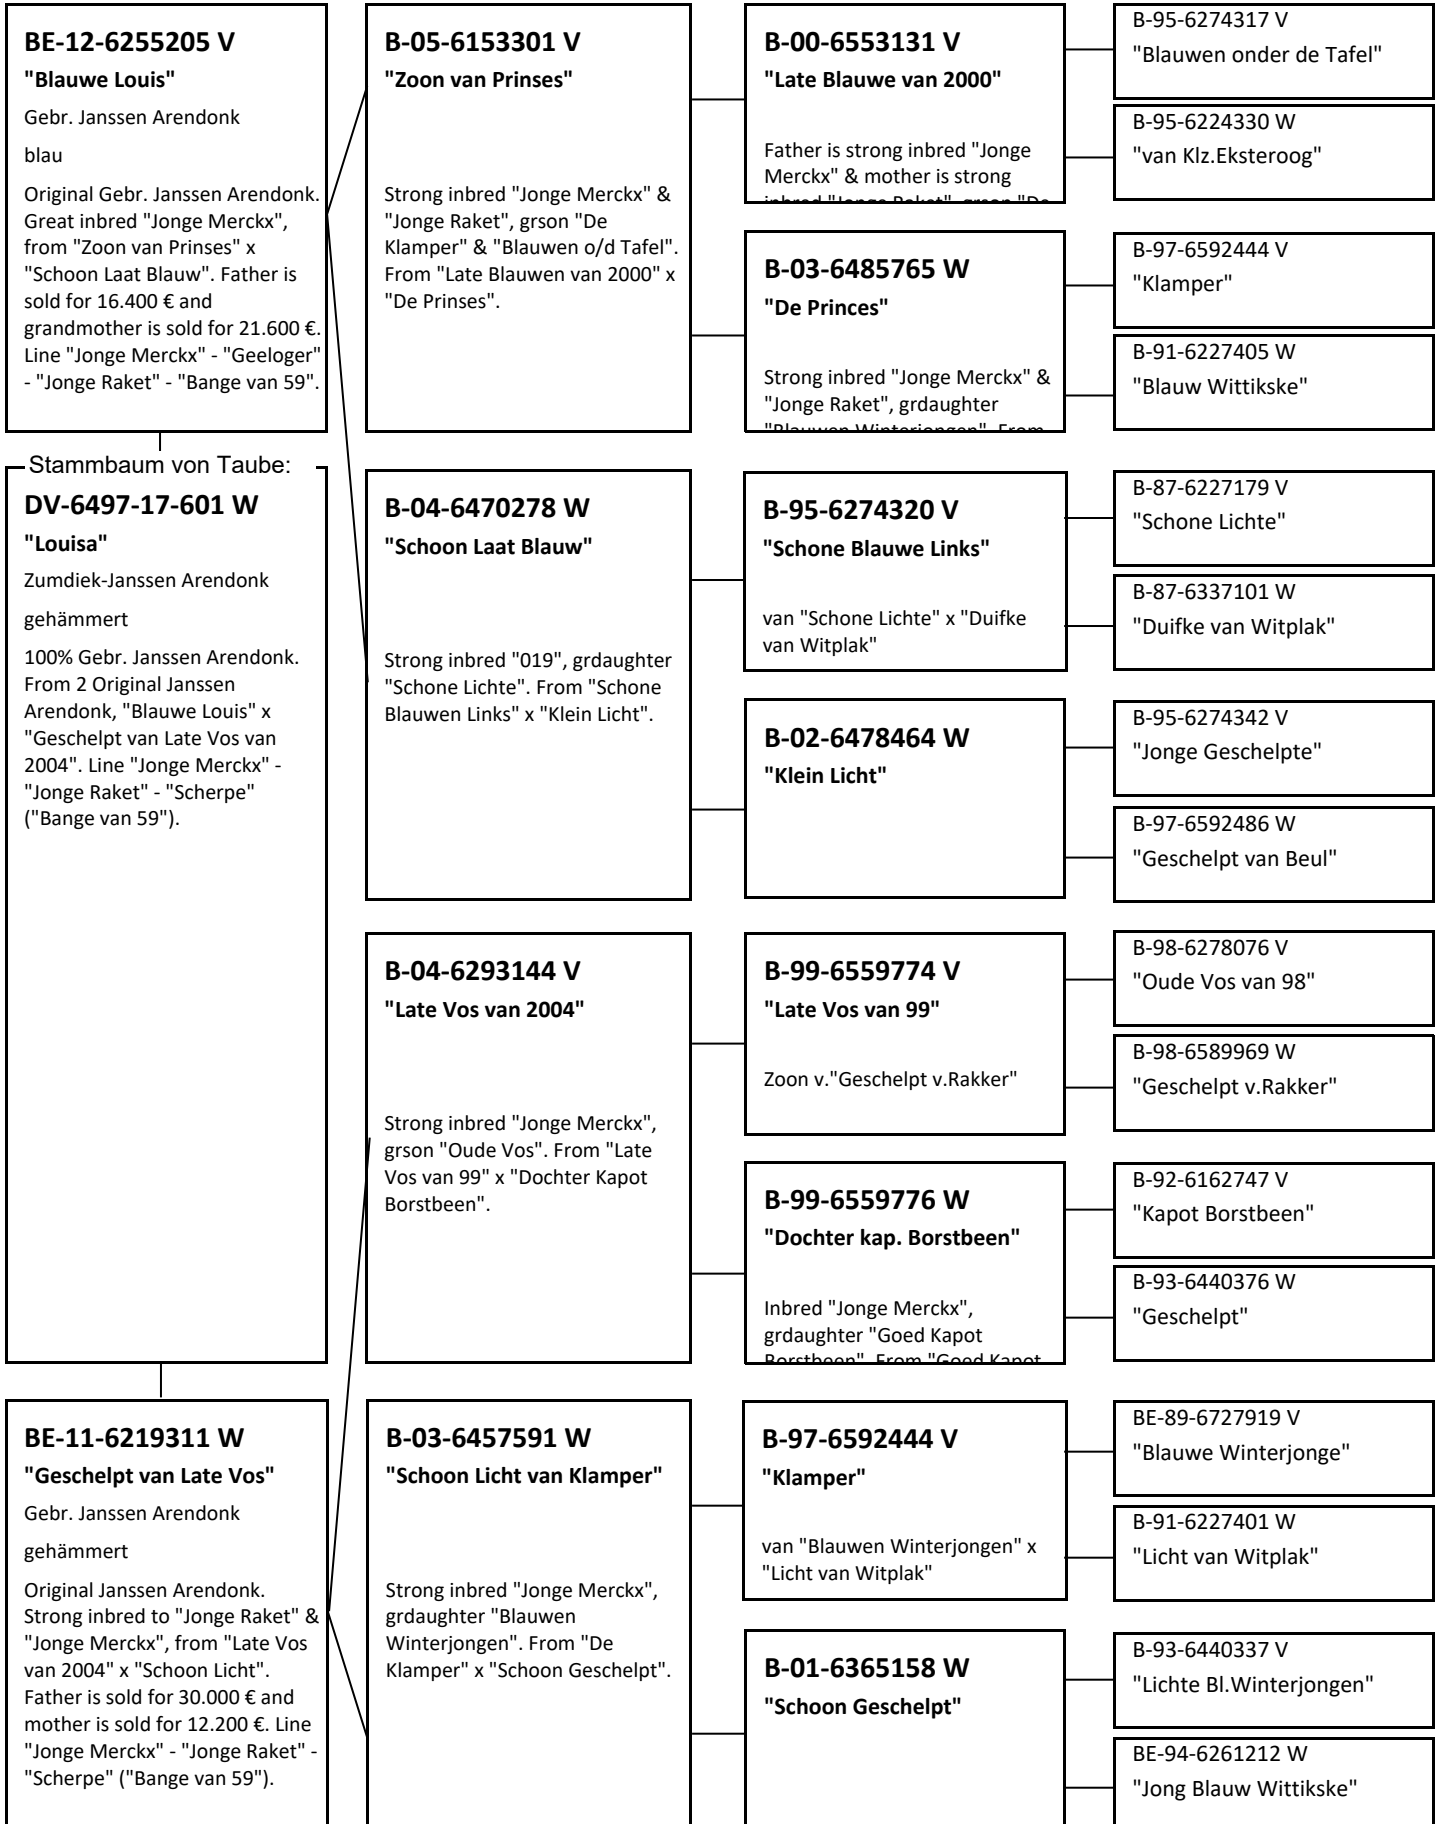 BE-12-6255205 V
"Blauwe Louis"
Gebr. Janssen Arendonk
blau
Original Gebr. Janssen Arendonk.
Great inbred "Jonge Merckx",
from "Zoon van Prinses" x
"Schoon Laat Blauw". Father is
sold for 16.400 € and
grandmother is sold for 21.600 €.
Line "Jonge Merckx" - "Geeloger"
- "Jonge Raket" - "Bange van 59".
Stammbaum von Taube:
DV-6497-17-601 W
"Louisa"
Zumdiek-Janssen Arendonk
gehämmert
100% Gebr. Janssen Arendonk.
From 2 Original Janssen
Arendonk, "Blauwe Louis" x
"Geschelpt van Late Vos van
2004". Line "Jonge Merckx" -
"Jonge Raket" - "Scherpe"
("Bange van 59").
BE-11-6219311 W
"Geschelpt van Late Vos"
Gebr. Janssen Arendonk
gehämmert
Original Janssen Arendonk.
Strong inbred to "Jonge Raket" &
"Jonge Merckx", from "Late Vos
van 2004" x "Schoon Licht".
Father is sold for 30.000 € and
mother is sold for 12.200 €. Line
"Jonge Merckx" - "Jonge Raket" -
"Scherpe" ("Bange van 59").
B-05-6153301 V
"Zoon van Prinses"
Strong inbred "Jonge Merckx" &
"Jonge Raket", grson "De
Klamper" & "Blauwen o/d Tafel".
From "Late Blauwen van 2000" x
"De Prinses".
B-04-6470278 W
"Schoon Laat Blauw"
Strong inbred "019", grdaughter
"Schone Lichte". From "Schone
Blauwen Links" x "Klein Licht".
B-04-6293144 V
"Late Vos van 2004"
Strong inbred "Jonge Merckx",
grson "Oude Vos". From "Late
Vos van 99" x "Dochter Kapot
Borstbeen".
B-03-6457591 W
"Schoon Licht van Klamper"
Strong inbred "Jonge Merckx",
grdaughter "Blauwen
Winterjongen". From "De
Klamper" x "Schoon Geschelpt".
B-00-6553131 V
"Late Blauwe van 2000"
Father is strong inbred "Jonge
Merckx" & mother is strong
inbred "Jonge Raket", grson "De
B-03-6485765 W
"De Princes"
Strong inbred "Jonge Merckx" &
"Jonge Raket", grdaughter
"Blauwen Winterjongen". From
B-95-6274320 V
"Schone Blauwe Links"
van "Schone Lichte" x "Duifke
van Witplak"
B-02-6478464 W
"Klein Licht"
B-99-6559774 V
"Late Vos van 99"
Zoon v."Geschelpt v.Rakker"
B-99-6559776 W
"Dochter kap. Borstbeen"
Inbred "Jonge Merckx",
grdaughter "Goed Kapot
Borstbeen". From "Goed Kapot
B-97-6592444 V
"Klamper"
van "Blauwen Winterjongen" x
"Licht van Witplak"
B-01-6365158 W
"Schoon Geschelpt"
B-95-6274317 V
"Blauwen onder de Tafel"
B-95-6224330 W
"van Klz.Eksteroog"
B-97-6592444 V
"Klamper"
B-91-6227405 W
"Blauw Wittikske"
B-87-6227179 V
"Schone Lichte"
B-87-6337101 W
"Duifke van Witplak"
B-95-6274342 V
"Jonge Geschelpte"
B-97-6592486 W
"Geschelpt van Beul"
B-98-6278076 V
"Oude Vos van 98"
B-98-6589969 W
"Geschelpt v.Rakker"
B-92-6162747 V
"Kapot Borstbeen"
B-93-6440376 W
"Geschelpt"
BE-89-6727919 V
"Blauwe Winterjonge"
B-91-6227401 W
"Licht van Witplak"
B-93-6440337 V
"Lichte Bl.Winterjongen"
BE-94-6261212 W
"Jong Blauw Wittikske"